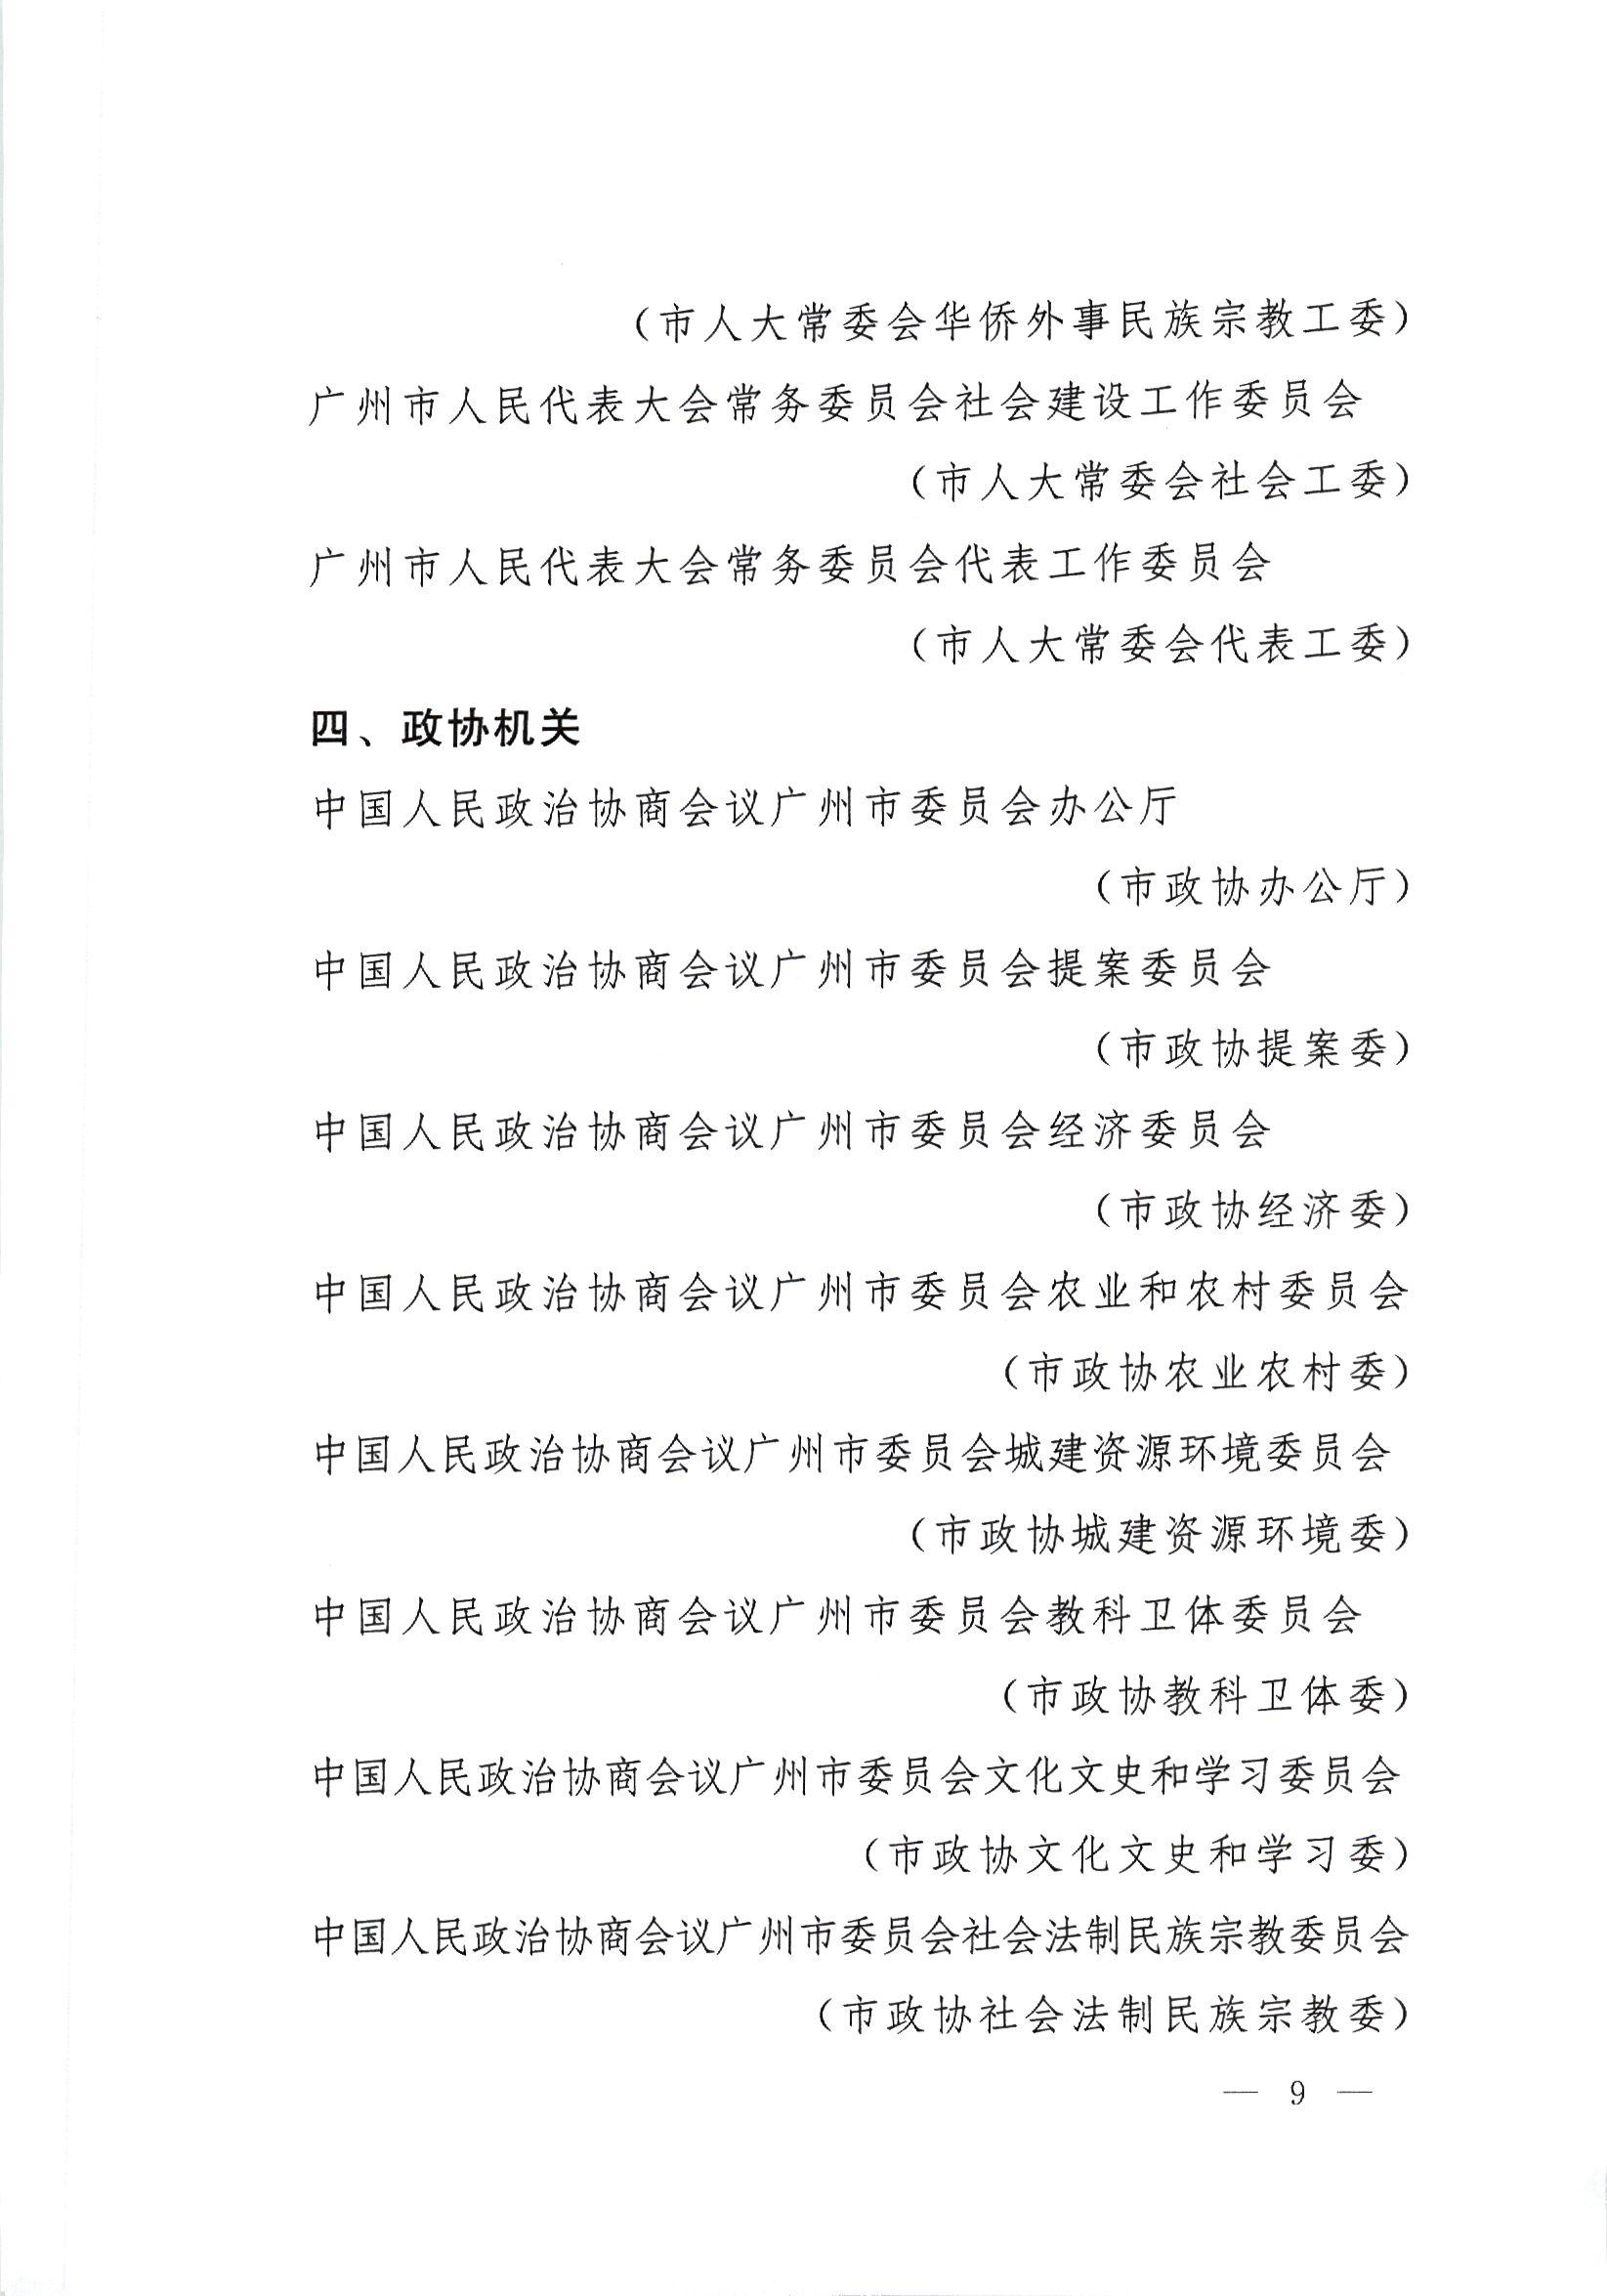 （市人大常委会华侨外事民族宗教工委）
广州市人民代表大会常务委员会社会建设工作委员会
（市人大常委会社会工委）
广州市人民代表大会常务委员会代表工作委员会
（市人大常委会代表工委）
四、政协机关
中国人民政治协商会议广州市委员会办公厅
（市政协办公厅）
中国人民政治协商会议广州市委员会提案委员会
（市政协提案委）
中国人民政治协商会议广州市委员会经济委员会
（市政协经济委）
中国人民政治协商会议广州市委员会农业和农村委员会
（市政协农业农村委）
中国人民政治协商会议广州市委员会城建资源环境委员会
（市政协城建资源环境委）
中国人民政治协商会议广州市委员会教科卫体委员会
（市政协教科卫体委）
中国人民政治协商会议广州市委员会文化文史和学习委员会
（市政协文化文史和学习委）
中国人民政治协商会议广州市委员会社会法制民族宗教委员会
（市政协社会法制民族宗教委）
— 9 —